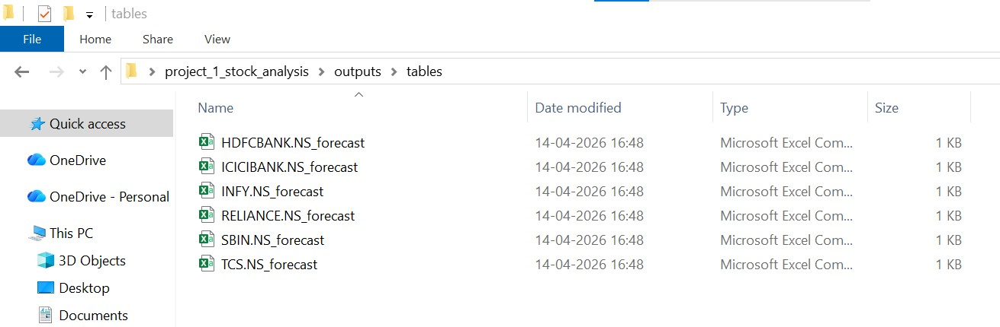 tables
File Home Share View
project_1_stock_analysis > outputs > tables
Name Date modified Type Size
Quick access
OneDrive
OneDrive - Personal
This PC
3D Objects
Desktop
Documents
HDFCBANK.NS_forecast 14-04-2026 16:48 Microsoft Excel Com... 1 KB
ICICIBANK.NS_forecast 14-04-2026 16:48 Microsoft Excel Com... 1 KB
INFY.NS_forecast 14-04-2026 16:48 Microsoft Excel Com... 1 KB
RELIANCE.NS_forecast 14-04-2026 16:48 Microsoft Excel Com... 1 KB
SBIN.NS_forecast 14-04-2026 16:48 Microsoft Excel Com... 1 KB
TCS.NS_forecast 14-04-2026 16:48 Microsoft Excel Com... 1 KB